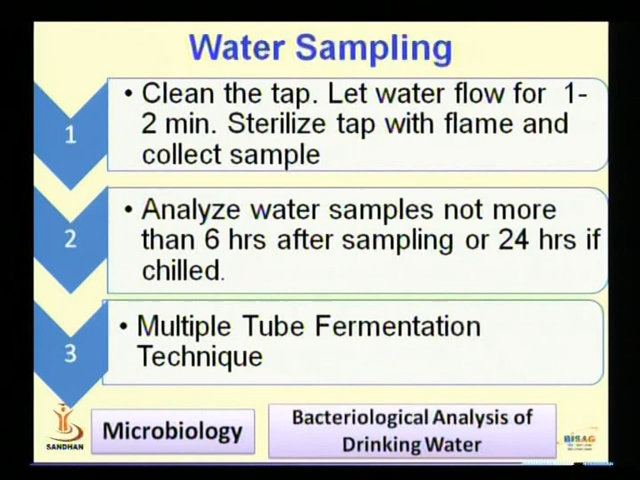 Water Sampling
1
• Clean the tap. Let water flow for 1-
2 min. Sterilize tap with flame and
collect sample
2
• Analyze water samples not more
than 6 hrs after sampling or 24 hrs if
chilled.
3
• Multiple Tube Fermentation
Technique
SANDHAN
Microbiology
Bacteriological Analysis of
Drinking Water
BISAG